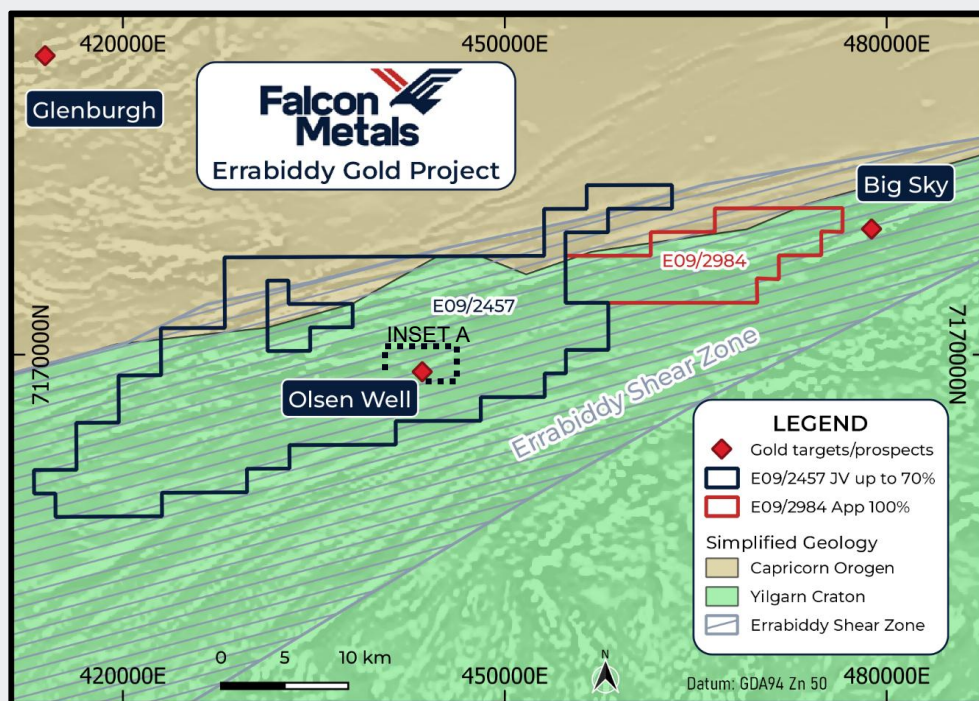 420000E
450000E
480000E
Glenburgh
Falcon
Metals
Errabiddy Gold Project
Big Sky
E09/2984
E09/2457
INSET A
7170000N
7170000N
Olsen Well
Errabiddy Shear Zone
LEGEND
Gold targets/prospects
E09/2457 JV up to 70%
E09/2984 App 100%
Simplified Geology
Capricorn Orogen
Yilgarn Craton
Errabiddy Shear Zone
0 5 10 km
N
Datum: GDA94 Zn 50
420000E
450000E
480000E